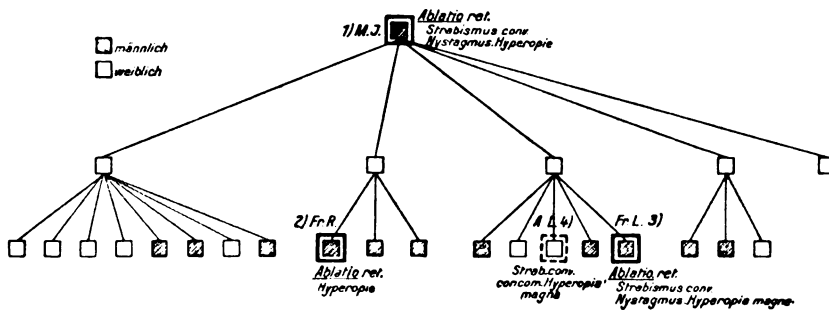 1) M.J.
Ablatio ret.
Strabismus conv.
Nystagmus. Hyperopie
männlich
weiblich
2) Fr R.
A L. 4)
Fr L. 3)
Ablatio ret.
Hyperopie
Strab. conv.
concom. Hyperopia
magna
Ablatio ret.
Strabismus conv
Nystagmus. Hyperopie magna.